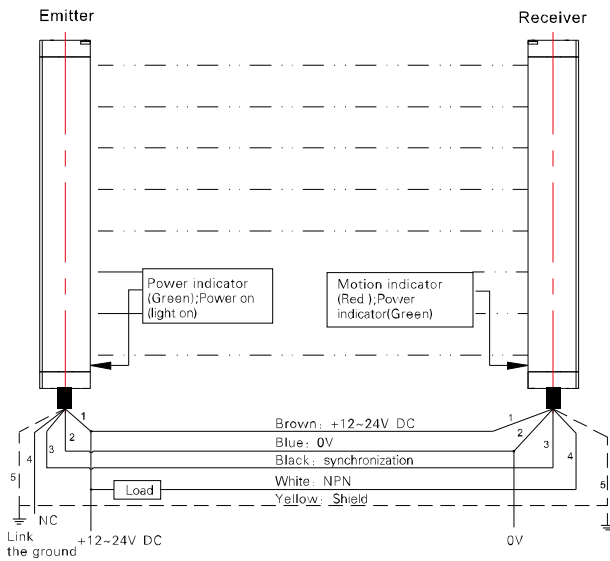 Emitter
Receiver
Power indicator
(Green);Power on
(light on)
Motion indicator
(Red );Power
indicator(Green)
1
2
3
4
5
Brown: +12~24V DC
Blue: 0V
Black: synchronization
White: NPN
Yellow: Shield
Load
1
2
3
4
5
NC
Link
the ground
+12~24V DC
0V